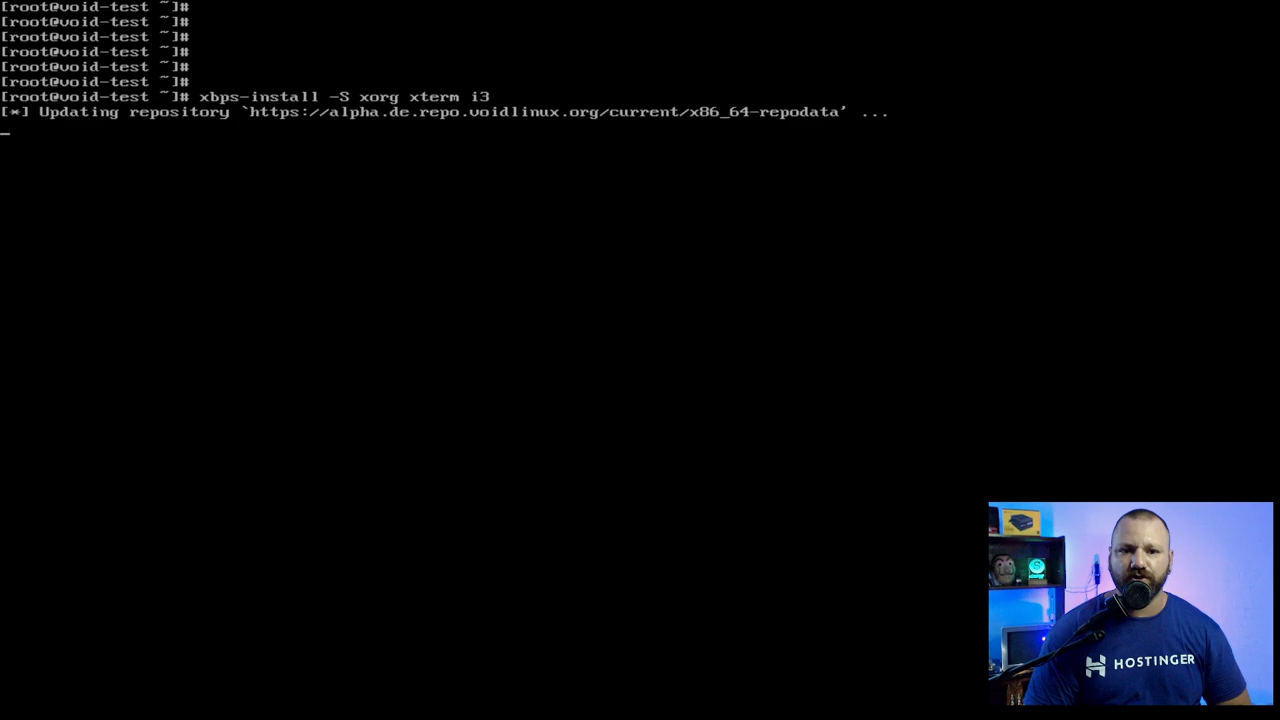 [root@void-test ~]#
[root@void-test ~]#
[root@void-test ~]#
[root@void-test ~]#
[root@void-test ~]#
[root@void-test ~]#
[root@void-test ~]# xbps-install -S xorg xterm i3
[*] Updating repository `https://alpha.de.repo.voidlinux.org/current/x86_64-repodata' ...
HOSTINGER